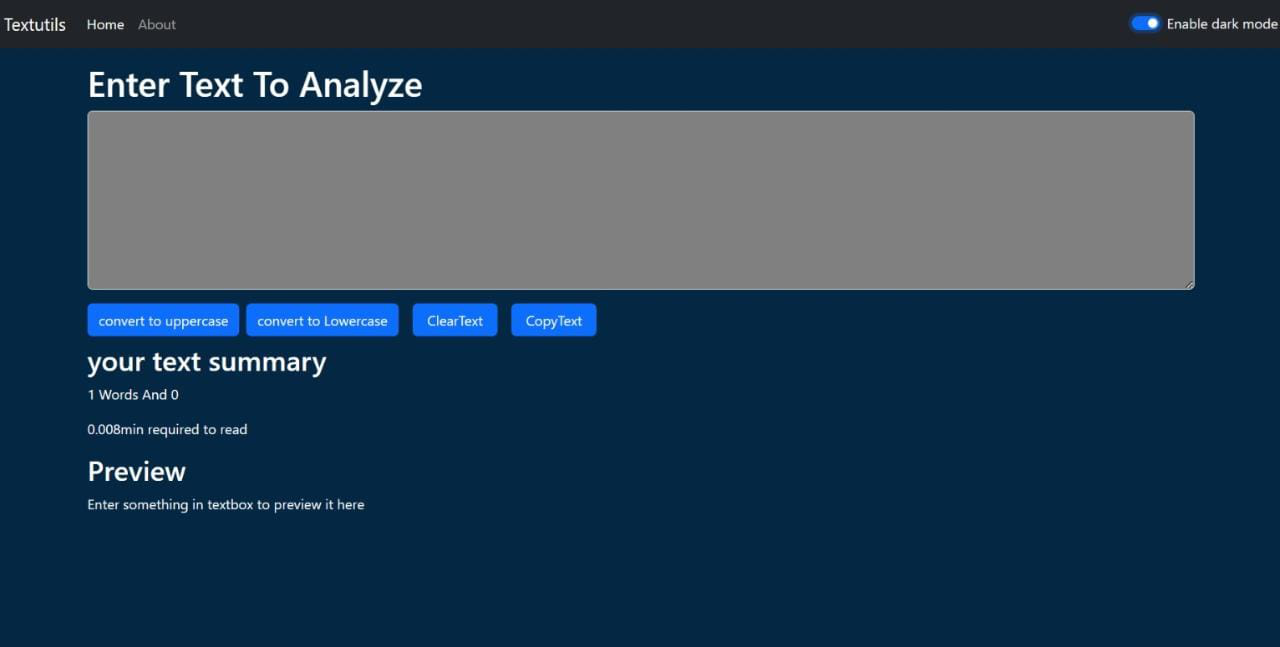 Textutils Home About Enable dark mode
Enter Text To Analyze
convert to uppercase convert to Lowercase ClearText CopyText
your text summary
1 Words And 0
0.008min required to read
Preview
Enter something in textbox to preview it here